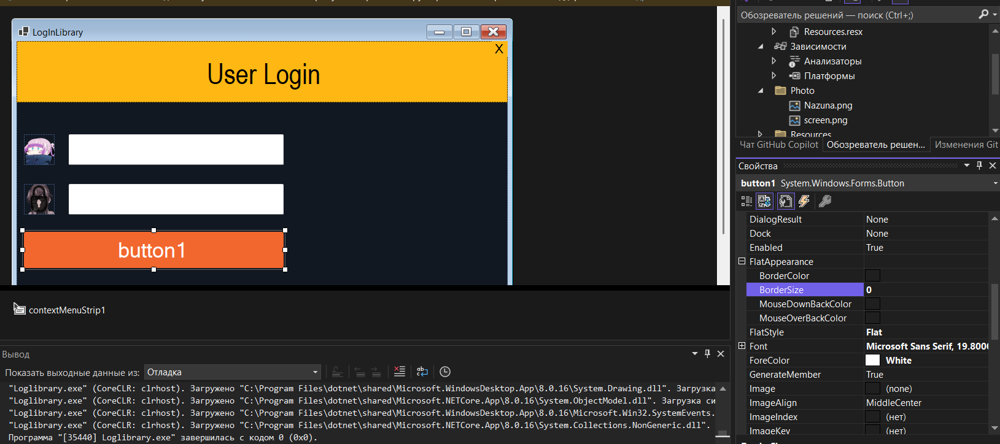 LogInLibrary
X
User Login
button1
contextMenuStrip1
Вывод
Показать выходные данные из: Отладка
"Loglibrary.exe" (CoreCLR: clrhost). Загружено "C:\Program Files\dotnet\shared\Microsoft.WindowsDesktop.App\8.0.16\System.Drawing.dll". Загрузка
"Loglibrary.exe" (CoreCLR: clrhost). Загружено "C:\Program Files\dotnet\shared\Microsoft.NETCore.App\8.0.16\System.ObjectModel.dll". Загрузка си
"Loglibrary.exe" (CoreCLR: clrhost). Загружено "C:\Program Files\dotnet\shared\Microsoft.WindowsDesktop.App\8.0.16\Microsoft.Win32.SystemEvents.
"Loglibrary.exe" (CoreCLR: clrhost). Загружено "C:\Program Files\dotnet\shared\Microsoft.NETCore.App\8.0.16\System.Collections.NonGeneric.dll".
Программа "[35440] Loglibrary.exe" завершилась с кодом 0 (0x0).
Обозреватель решений — поиск (Ctrl+;)
Resources.resx
Зависимости
Анализаторы
Платформы
Photo
Nazuna.png
screen.png
Resources
Чат GitHub Copilot Обозреватель решен... Изменения Git
Свойства
button1 System.Windows.Forms.Button
DialogResult None
Dock None
Enabled True
FlatAppearance
BorderColor
BorderSize 0
MouseDownBackColor
MouseOverBackColor
FlatStyle Flat
Font Microsoft Sans Serif, 19.8000
ForeColor White
GenerateMember True
Image (none)
ImageAlign MiddleCenter
ImageIndex (нет)
ImageKey (нет)